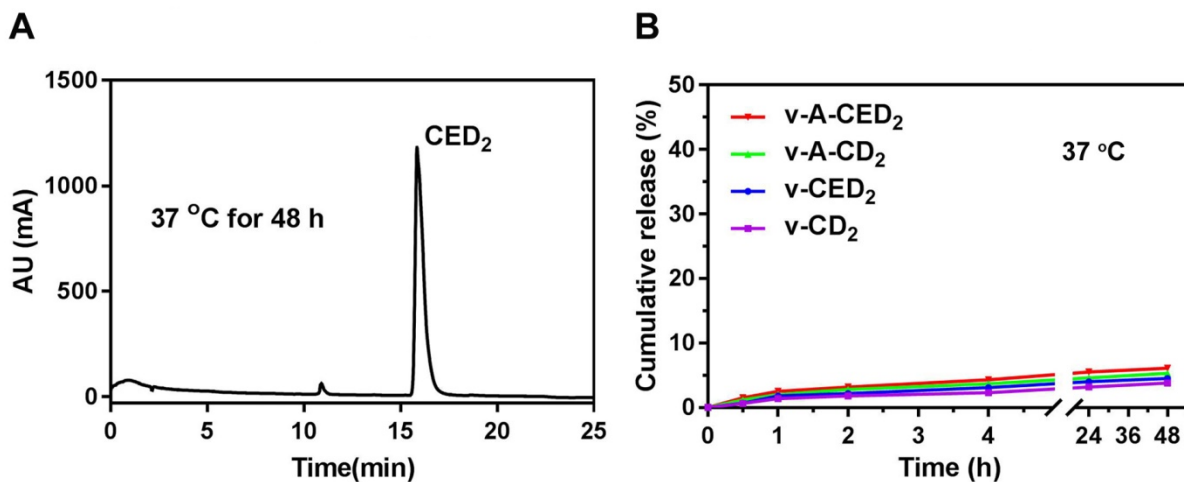 A
1500
1000
500
0
AU (mA)
CED₂
37 °C for 48 h
0 5 10 15 20 25
Time(min)
B
50
40
30
20
10
0
Cumulative release (%)
v-A-CED₂
v-A-CD₂
v-CED₂
v-CD₂
37 °C
0 1 2 3 4 24 36 48
Time (h)